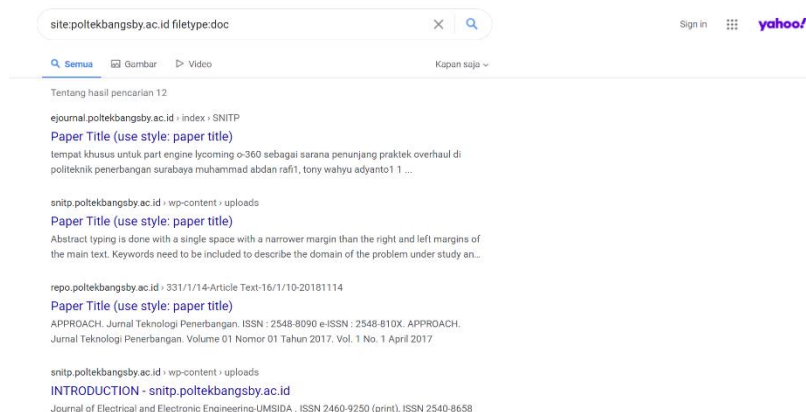 site:poltekbangsby.ac.id filetype:doc
Sign in
yahoo!
Semua Gambar Video Kapan saja
Tentang hasil pencarian 12
ejournal.poltekbangsby.ac.id › index › SNITP
Paper Title (use style: paper title)
tempat khusus untuk part engine lycoming o-360 sebagai sarana penunjang praktek overhaul di
politeknik penerbangan surabaya muhammad abdan rafi1, tony wahyu adyanto1 1 ...
snitp.poltekbangsby.ac.id › wp-content › uploads
Paper Title (use style: paper title)
Abstract typing is done with a single space with a narrower margin than the right and left margins of
the main text. Keywords need to be included to describe the domain of the problem under study an...
repo.poltekbangsby.ac.id › 331/1/14-Article Text-16/1/10-20181114
Paper Title (use style: paper title)
APPROACH. Jurnal Teknologi Penerbangan. ISSN : 2548-8090 e-ISSN : 2548-810X. APPROACH.
Jurnal Teknologi Penerbangan. Volume 01 Nomor 01 Tahun 2017. Vol. 1 No. 1 April 2017
snitp.poltekbangsby.ac.id › wp-content › uploads
INTRODUCTION - snitp.poltekbangsby.ac.id
Journal of Electrical and Electronic Engineering-UMSIDA , ISSN 2460-9250 (print), ISSN 2540-8658